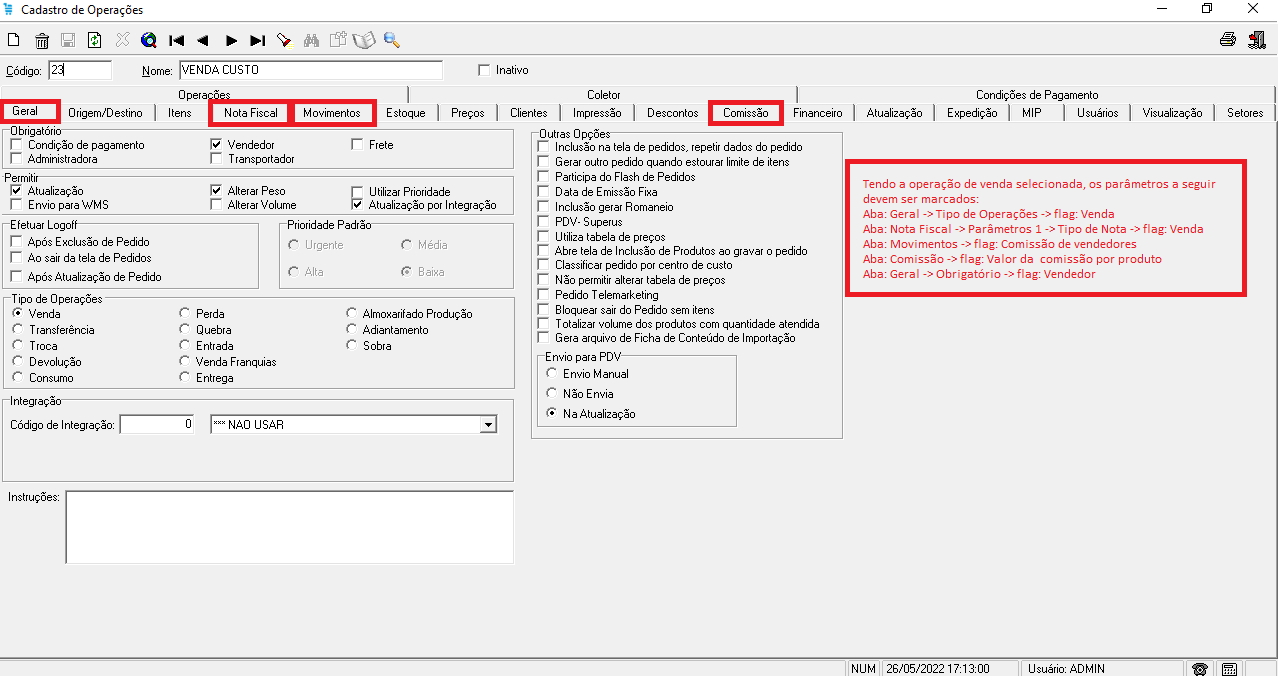 Cadastro de Operações
Código: 23 Nome: VENDA CUSTO Inativo
Operações Coletor Condições de Pagamento
Geral Origem/Destino Itens Nota Fiscal Movimentos Estoque Preços Clientes Impressão Descontos Comissão Financeiro Atualização Expedição MIP Usuários Visualização Setores
Obrigatório
Condição de pagamento Vendedor Frete
Administradora Transportador
Permitir
Atualização Alterar Peso Utilizar Prioridade
Envio para WMS Alterar Volume Atualização por Integração
Efetuar Logoff
Após Exclusão de Pedido
Ao sair da tela de Pedidos
Após Atualização de Pedido
Prioridade Padrão
Urgente Média
Alta Baixa
Tipo de Operações
Venda Perda Almoxarifado Produção
Transferência Quebra Adiantamento
Troca Entrada Sobra
Devolução Venda Franquias
Consumo Entrega
Integração
Código de Integração: 0 *** NAO USAR
Instruções:
Outras Opções
Inclusão na tela de pedidos, repetir dados do pedido
Gerar outro pedido quando estourar limite de itens
Participa do Flash de Pedidos
Data de Emissão Fixa
Inclusão gerar Romaneio
PDV- Superus
Utiliza tabela de preços
Abre tela de Inclusão de Produtos ao gravar o pedido
Classificar pedido por centro de custo
Não permitir alterar tabela de preços
Pedido Telemarketing
Bloquear sair do Pedido sem itens
Totalizar volume dos produtos com quantidade atendida
Gera arquivo de Ficha de Conteúdo de Importação
Envio para PDV
Envio Manual
Não Envia
Na Atualização
Tendo a operação de venda selecionada, os parâmetros a seguir
devem ser marcados:
Aba: Geral -> Tipo de Operações -> flag: Venda
Aba: Nota Fiscal -> Parâmetros 1 -> Tipo de Nota -> flag: Venda
Aba: Movimentos -> flag: Comissão de vendedores
Aba: Comissão -> flag: Valor da  comissão por produto
Aba: Geral -> Obrigatório -> flag: Vendedor
NUM 26/05/2022 17:13:00 Usuário: ADMIN